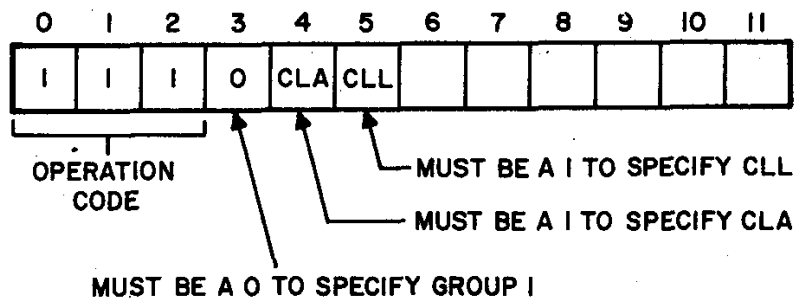 0 1 2 3 4 5 6 7 8 9 10 11
1 1 1 0 CLA CLL
OPERATION
CODE
MUST BE A 1 TO SPECIFY CLL
MUST BE A 1 TO SPECIFY CLA
MUST BE A 0 TO SPECIFY GROUP 1